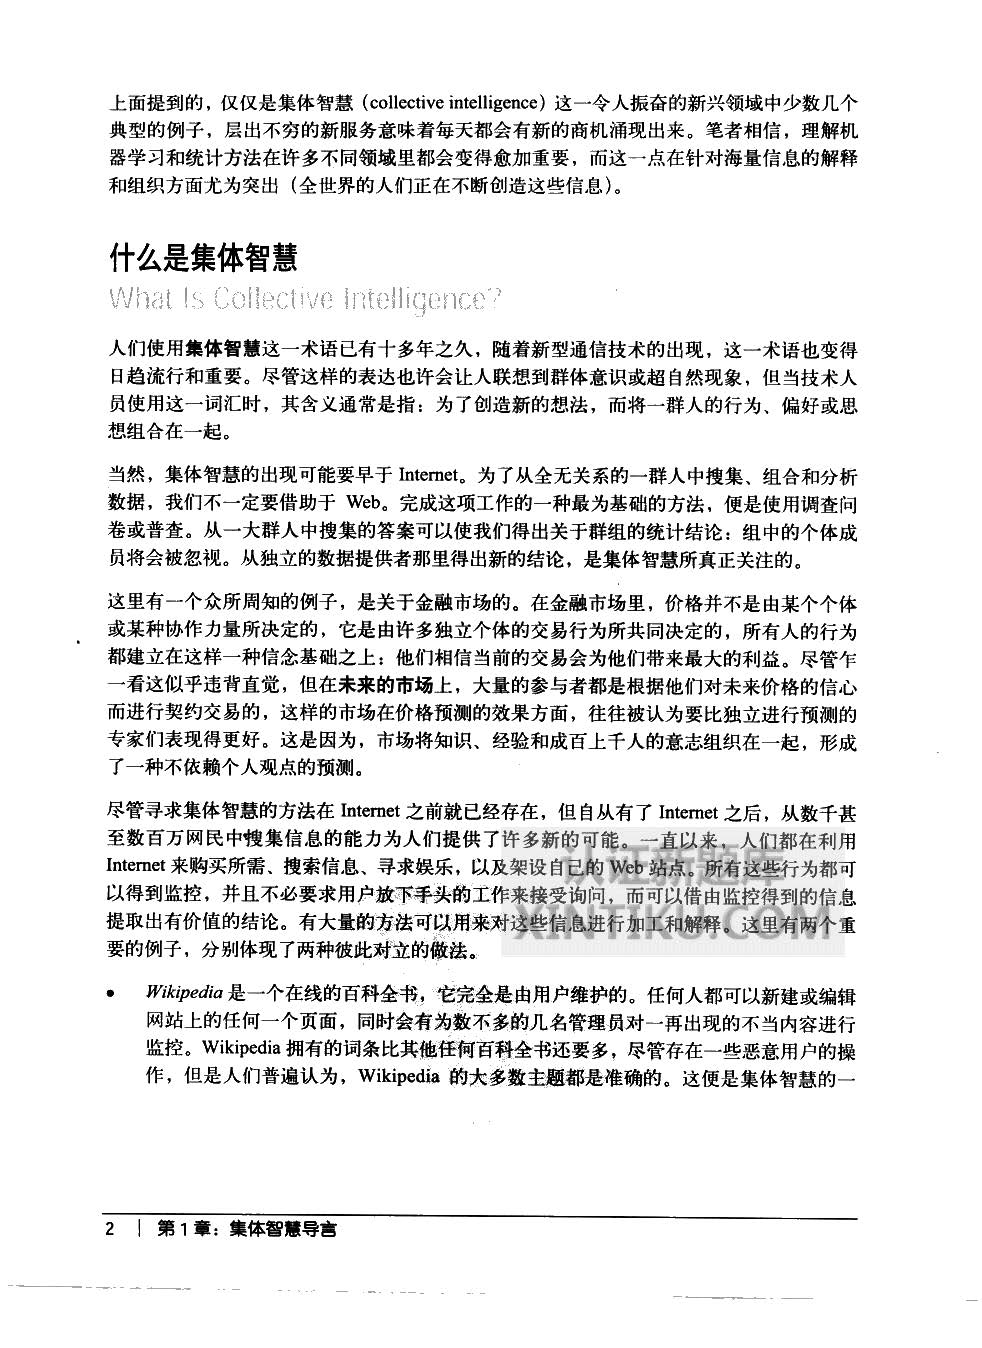 上面提到的，仅仅是集体智慧（collective intelligence）这一令人振奋的新兴领域中少数几个
典型的例子，层出不穷的新服务意味着每天都会有新的商机涌现出来。笔者相信，理解机
器学习和统计方法在许多不同领域里都会变得愈加重要，而这一点在针对海量信息的解释
和组织方面尤为突出（全世界的人们正在不断创造这些信息）。
什么是集体智慧
What Is Collective Intelligence?
人们使用集体智慧这一术语已有十多年之久，随着新型通信技术的出现，这一术语也变得
日趋流行和重要。尽管这样的表达也许会让人联想到群体意识或超自然现象，但当技术人
员使用这一词汇时，其含义通常是指：为了创造新的想法，而将一群人的行为、偏好或思
想组合在一起。
当然，集体智慧的出现可能要早于 Internet。为了从全无关系的一群人中搜集、组合和分析
数据，我们不一定要借助于 Web。完成这项工作的一种最为基础的方法，便是使用调查问
卷或普查。从一大群人中搜集的答案可以使我们得出关于群组的统计结论：组中的个体成
员将会被忽视。从独立的数据提供者那里得出新的结论，是集体智慧所真正关注的。
这里有一个众所周知的例子，是关于金融市场的。在金融市场里，价格并不是由某个个体
或某种协作力量所决定的，它是由许多独立个体的交易行为所共同决定的，所有人的行为
都建立在这样一种信念基础之上：他们相信当前的交易会为他们带来最大的利益。尽管乍
一看这似乎违背直觉，但在未来的市场上，大量的参与者都是根据他们对未来价格的信心
而进行契约交易的，这样的市场在价格预测的效果方面，往往被认为要比独立进行预测的
专家们表现得更好。这是因为，市场将知识、经验和成百上千人的意志组织在一起，形成
了一种不依赖个人观点的预测。
尽管寻求集体智慧的方法在 Internet 之前就已经存在，但自从有了 Internet 之后，从数千甚
至数百万网民中搜集信息的能力为人们提供了许多新的可能。一直以来，人们都在利用
Internet 来购买所需、搜索信息、寻求娱乐，以及架设自己的 Web 站点。所有这些行为都可
以得到监控，并且不必要求用户放下手头的工作来接受询问，而可以借由监控得到的信息
提取出有价值的结论。有大量的方法可以用来对这些信息进行加工和解释。这里有两个重
要的例子，分别体现了两种彼此对立的做法。
认证新题库
XINTIKU.COM
• Wikipedia 是一个在线的百科全书，它完全是由用户维护的。任何人都可以新建或编辑
网站上的任何一个页面，同时会有为数不多的几名管理员对一再出现的不当内容进行
监控。Wikipedia 拥有的词条比其他任何百科全书还要多，尽管存在一些恶意用户的操
作，但是人们普遍认为，Wikipedia 的大多数主题都是准确的。这便是集体智慧的一
2 | 第 1 章：集体智慧导言